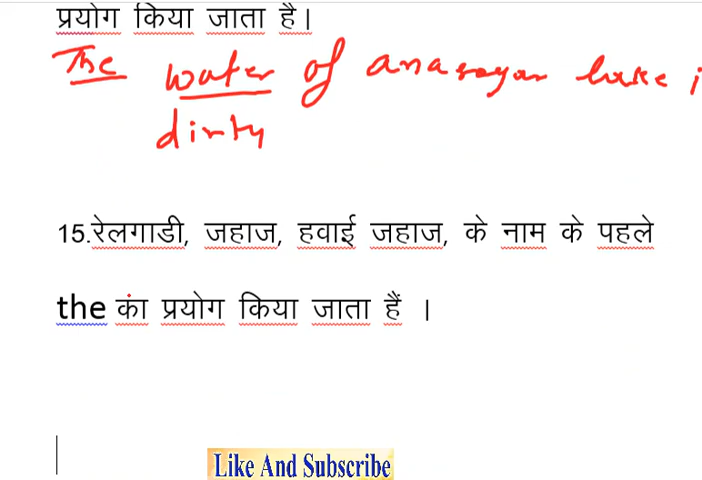 प्रयोग किया जाता है।
The water of anasagar lake i
dirty
15.रेलगाडी, जहाज, हवाई जहाज, के नाम के पहले
the कां प्रयोग किया जाता हैं ।
Like And Subscribe